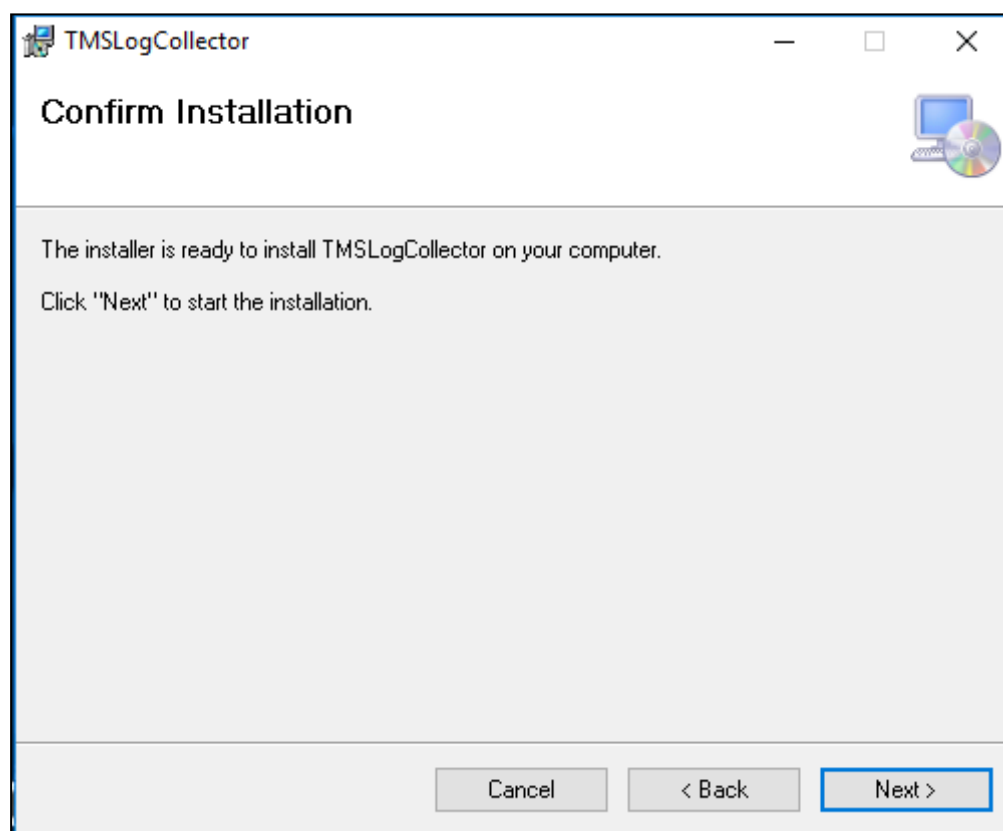 TMSLogCollector
Confirm Installation
The installer is ready to install TMSLogCollector on your computer.
Click "Next" to start the installation.
Cancel
< Back
Next >